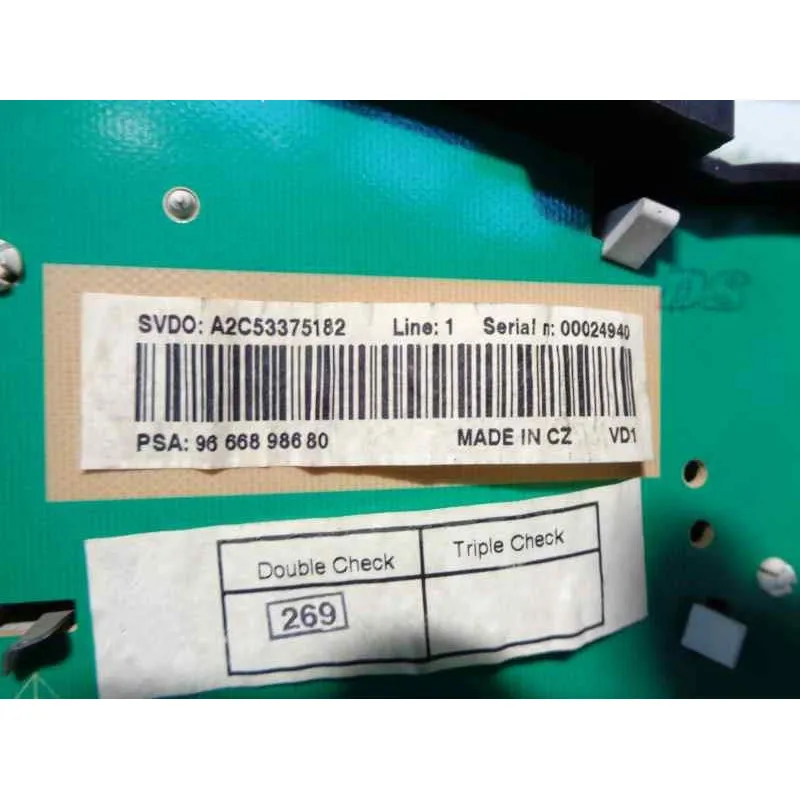 SVDO: A2C53375182 Line: 1 Serial n: 00024940
PSA: 96 668 986 80 MADE IN CZ VD1
Double Check Triple Check
269